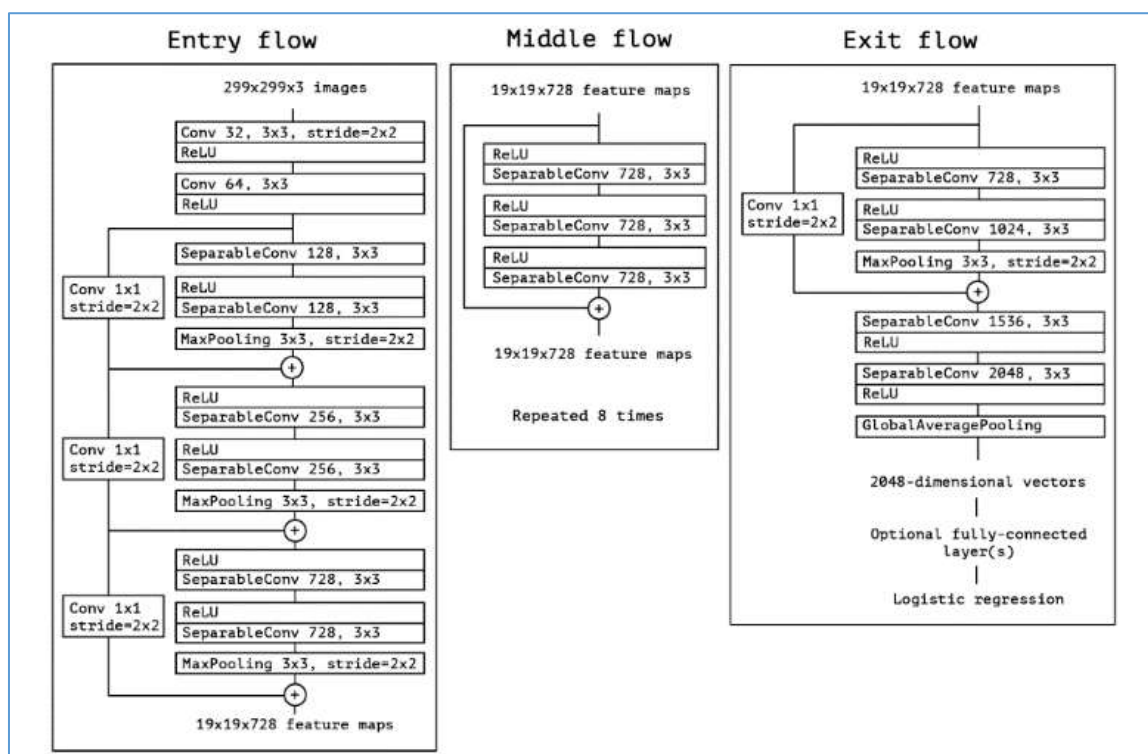 Entry flow
299x299x3 images
Conv 32, 3x3, stride=2x2
ReLU
Conv 64, 3x3
ReLU
SeparableConv 128, 3x3
Conv 1x1
stride=2x2
ReLU
SeparableConv 128, 3x3
MaxPooling 3x3, stride=2x2
+
ReLU
SeparableConv 256, 3x3
Conv 1x1
stride=2x2
ReLU
SeparableConv 256, 3x3
MaxPooling 3x3, stride=2x2
+
ReLU
SeparableConv 728, 3x3
Conv 1x1
stride=2x2
ReLU
SeparableConv 728, 3x3
MaxPooling 3x3, stride=2x2
+
19x19x728 feature maps
Middle flow
19x19x728 feature maps
ReLU
SeparableConv 728, 3x3
ReLU
SeparableConv 728, 3x3
ReLU
SeparableConv 728, 3x3
+
19x19x728 feature maps
Repeated 8 times
Exit flow
19x19x728 feature maps
ReLU
SeparableConv 728, 3x3
Conv 1x1
stride=2x2
ReLU
SeparableConv 1024, 3x3
MaxPooling 3x3, stride=2x2
+
SeparableConv 1536, 3x3
ReLU
SeparableConv 2048, 3x3
ReLU
GlobalAveragePooling
2048-dimensional vectors
Optional fully-connected
layer(s)
Logistic regression